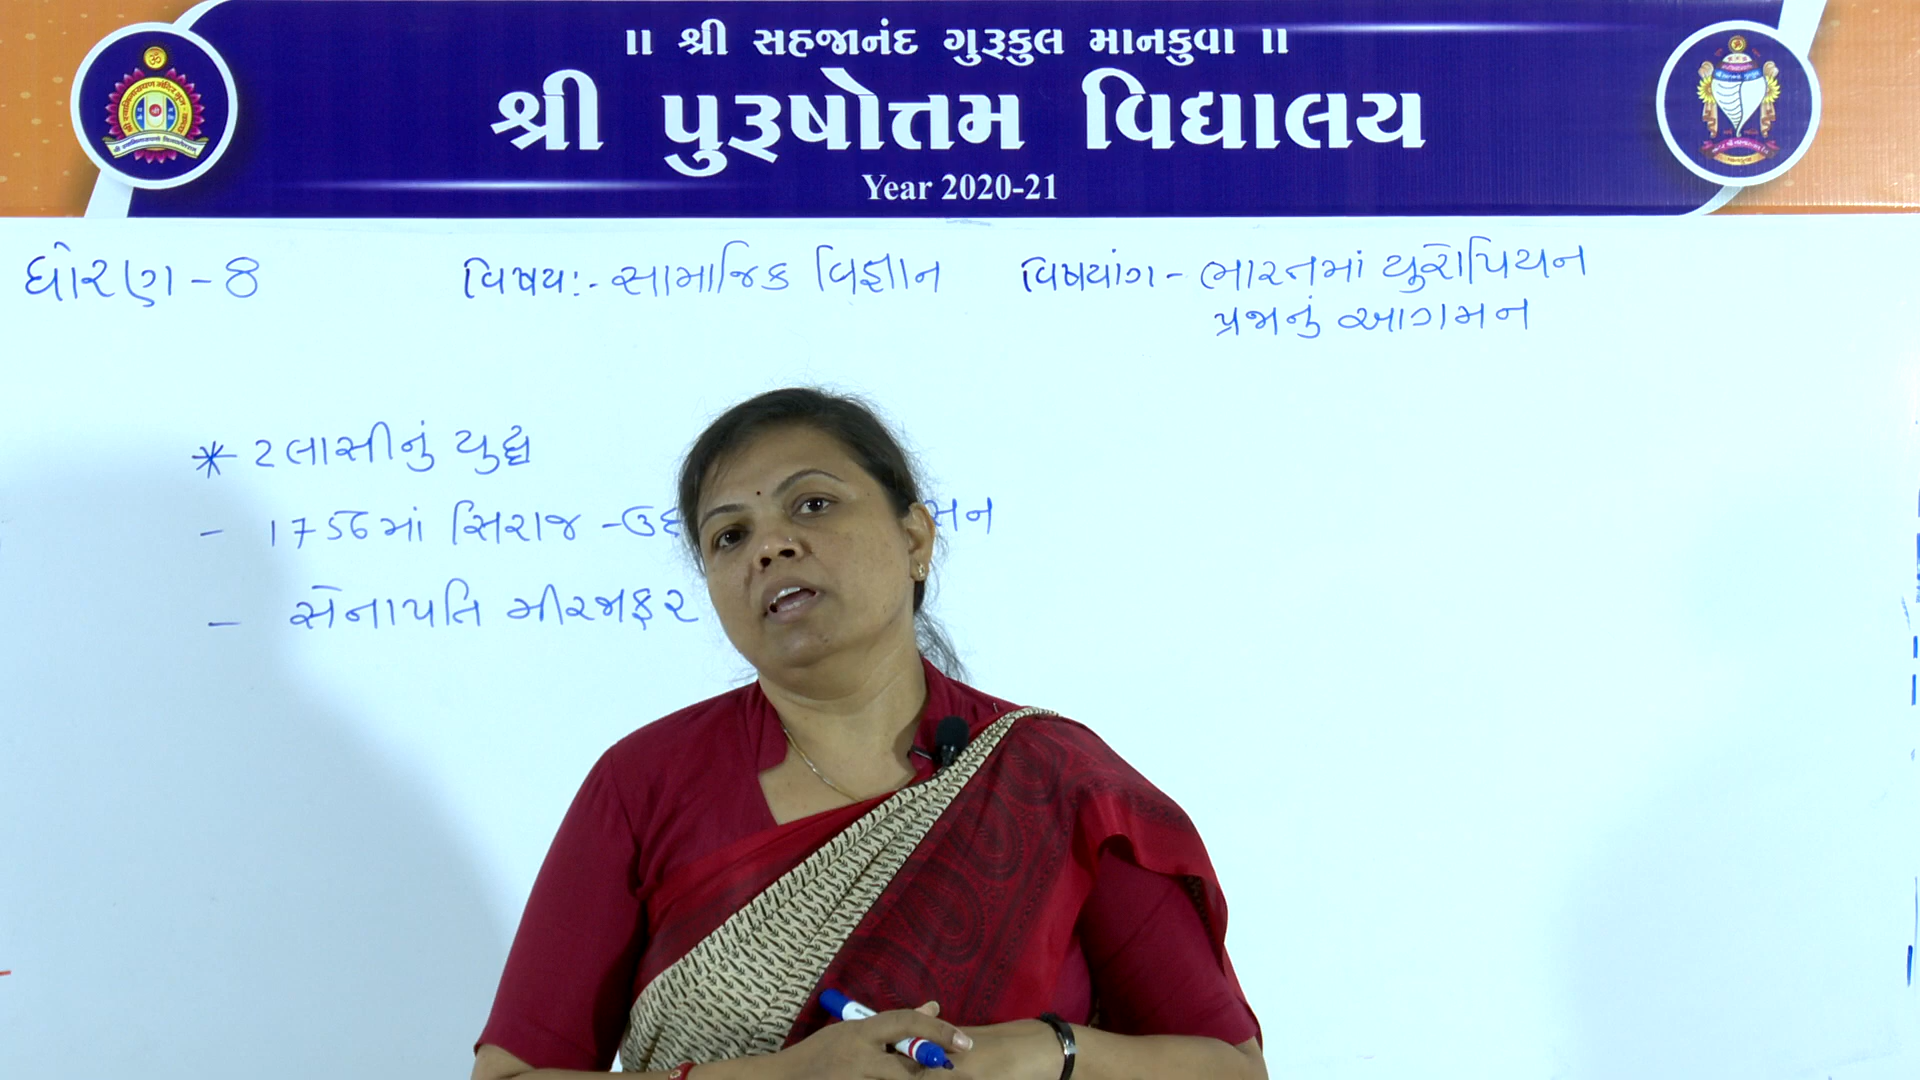 ॥ શ્રી સહજાનંદ ગુરૂકુલ માનકુવા ॥
શ્રી પુરૂષોત્તમ વિદ્યાલય
Year 2020-21
ધોરણ - 8 વિષય:- સામાજિક વિજ્ઞાન વિષયાંગ - ભારતમાં યુરોપિયન
પ્રજાનું આગમન
* પ્લાસીનું યુદ્ધ
- 1756માં સિરાજ -ઉદ
- સેનાપતિ મીરજાફર